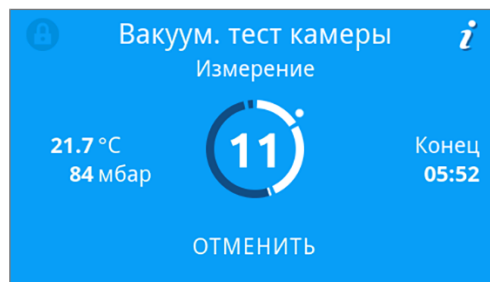 Вакуум. тест камеры
i
Измерение
21.7 °C
84 мбар
11
Конец
05:52
ОТМЕНИТЬ